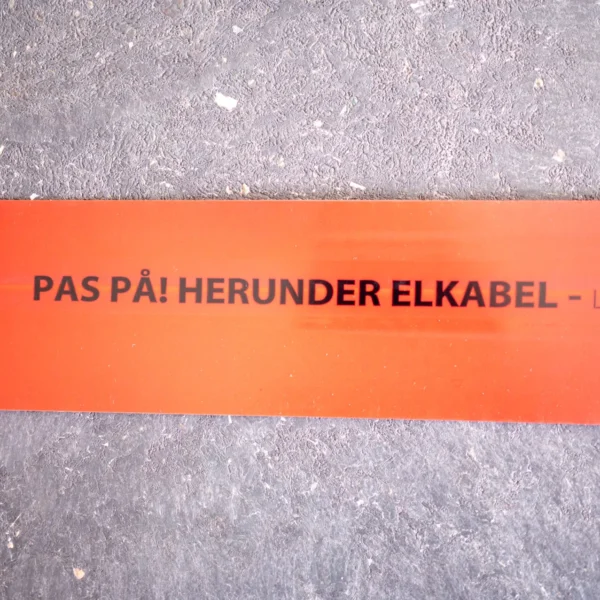 PAS PÅ! HERUNDER ELKABEL -